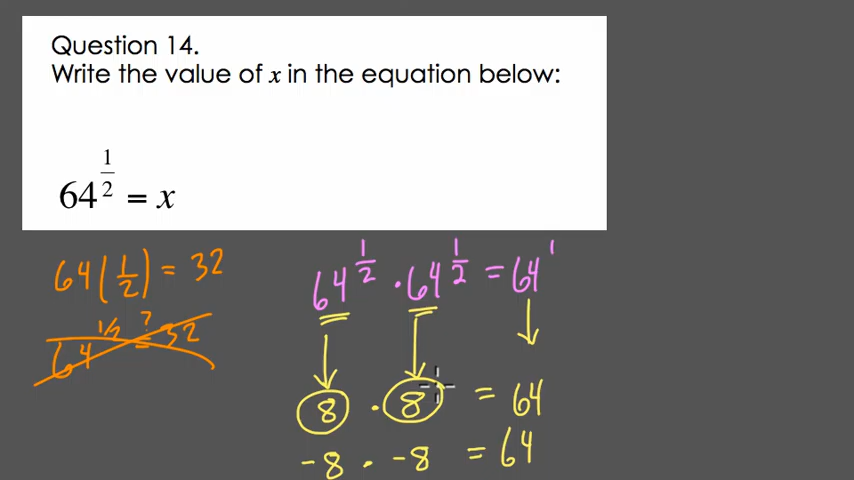 Question 14.
Write the value of x in the equation below:
64^(1/2) = x
64(1/2) = 32
64^(1/2) ?= 32
64^(1/2) · 64^(1/2) = 64^1
8 · 8 = 64
-8 · -8 = 64